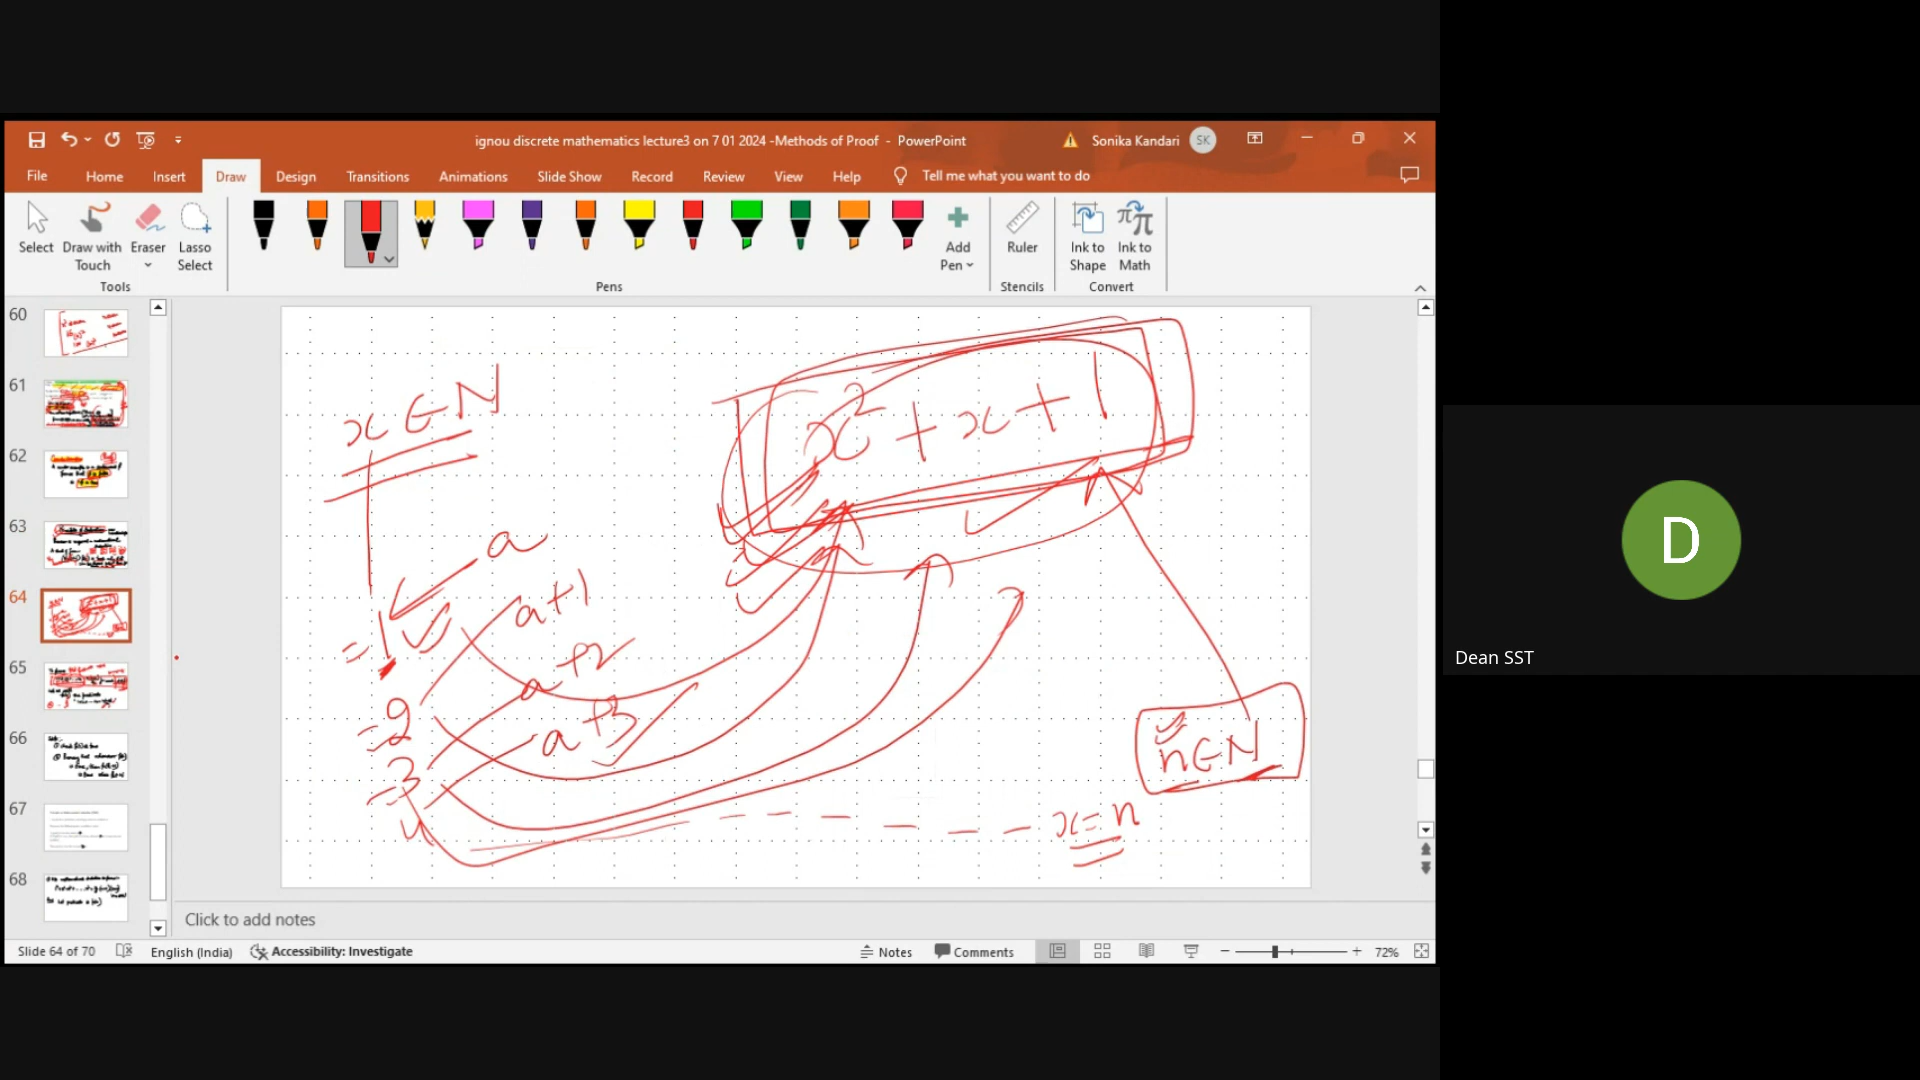 ignou discrete mathematics lecture3 on 7 01 2024 -Methods of Proof - PowerPoint
Sonika Kandari SK
File Home Insert Draw Design Transitions Animations Slide Show Record Review View Help Tell me what you want to do
Select Draw with Touch Eraser Lasso Select
Add Pen Ruler Ink to Shape Ink to Math
Tools Pens Stencils Convert
60
61
62
63
64
65
66
67
68
x² + x + 1
x ∈ N
a
= 1
a+1
a+2
= 2
a+3
= 3
4
n ∈ N
x = n
Click to add notes
Slide 64 of 70 English (India) Accessibility: Investigate Notes Comments 72%
D
Dean SST